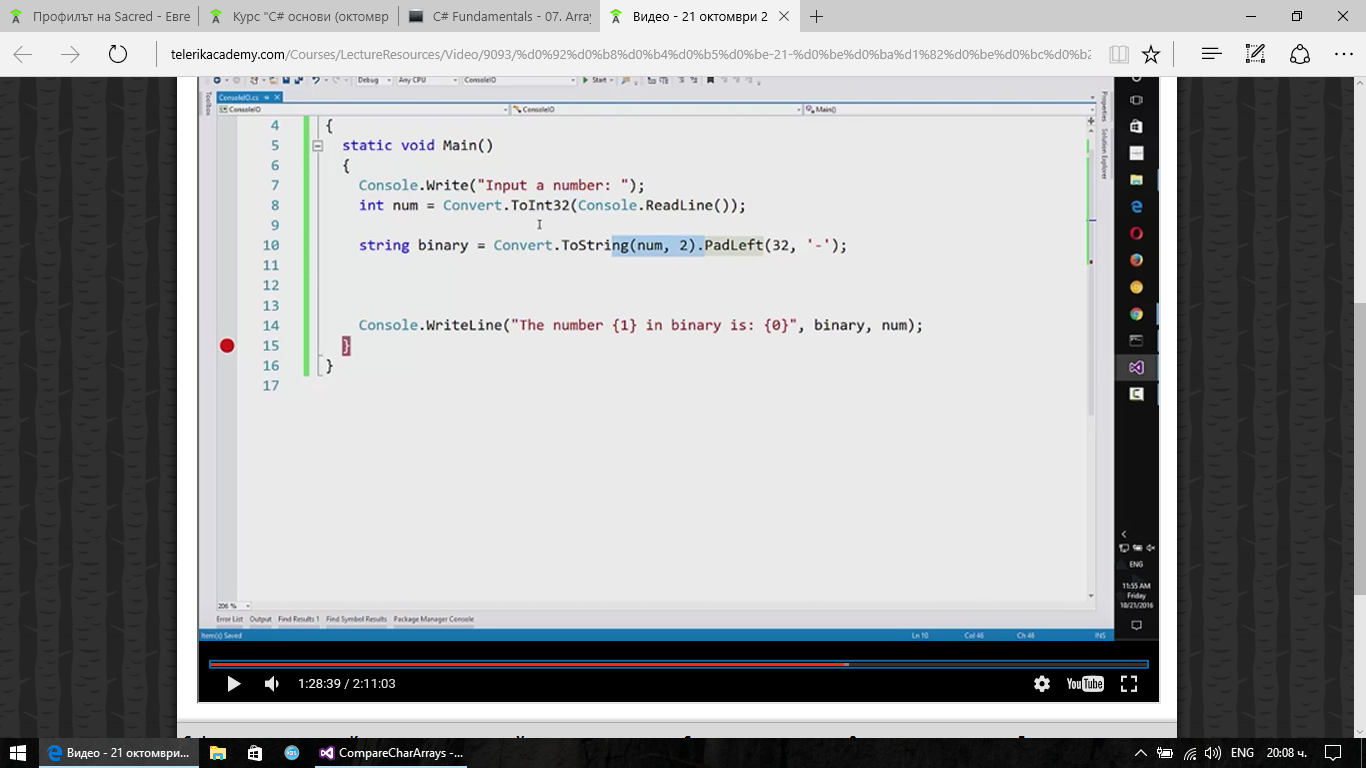 Профилът на Sacred - Евге
Курс "C# основи (октомвр
C# Fundamentals - 07. Array
Видео - 21 октомври 2
telerikacademy.com/Courses/LectureResources/Video/9093/%d0%92%d0%b8%d0%b4%d0%b5%d0%be-21-%d0%be%d0%ba%d1%82%d0%be%d0%bc%d0%b2
Debug
Any CPU
ConsoleIO
Start
Toolbox
ConsoleIO.cs
Properties
Solution Explorer
ConsoleIO
ConsoleIO
Main()
4 {
5 static void Main()
6 {
7 Console.Write("Input a number: ");
8 int num = Convert.ToInt32(Console.ReadLine());
9
10 string binary = Convert.ToString(num, 2).PadLeft(32, '-');
11
12
13
14 Console.WriteLine("The number {1} in binary is: {0}", binary, num);
15 }
16 }
17
206 %
Error List Output Find Results 1 Find Symbol Results Package Manager Console
Item(s) Saved
Ln 10 Col 46 Ch 46 INS
ENG
11:55 AM
Friday
10/21/2016
1:28:39 / 2:11:03
YouTube
Видео - 21 октомври...
CompareCharArrays -...
ENG
20:08 ч.